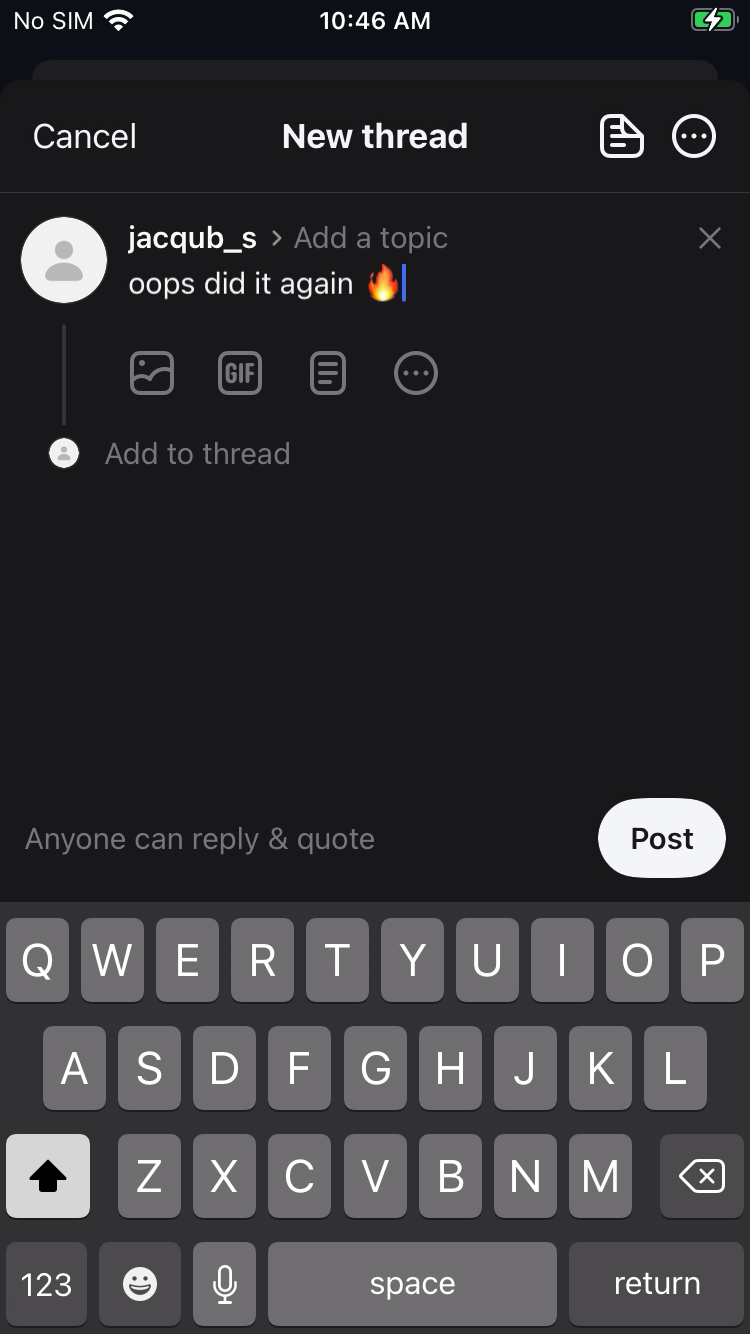 No SIM 10:46 AM
Cancel New thread
jacqub_s > Add a topic
oops did it again 🔥
GIF
Add to thread
Anyone can reply & quote Post
Q W E R T Y U I O P
A S D F G H J K L
Z X C V B N M
123 space return